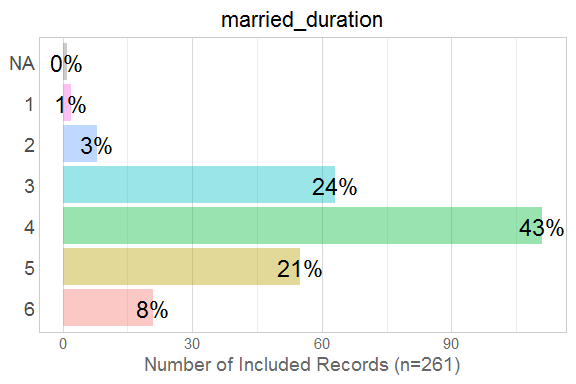 married_duration
NA 0%
1 1%
2 3%
3 24%
4 43%
5 21%
6 8%
0 30 60 90
Number of Included Records (n=261)